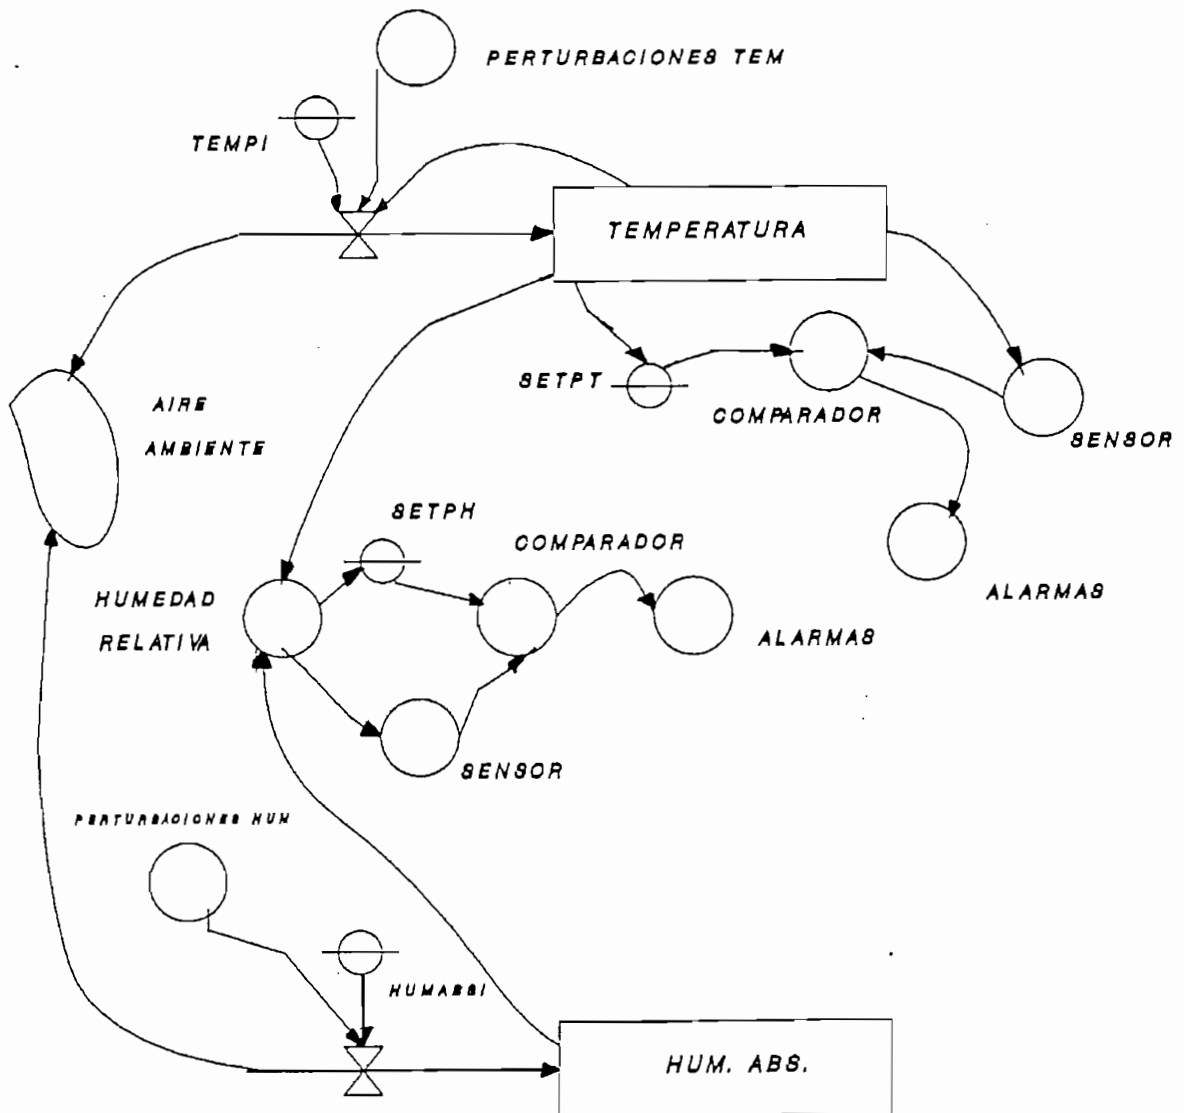 PERTURBACIONES TEM
TEMPI
TEMPERATURA
SETPT
COMPARADOR
SENSOR
AIRE
AMBIENTE
ALARMAS
SETPH
COMPARADOR
HUMEDAD
RELATIVA
ALARMAS
SENSOR
PERTURBACIONES HUM
HUMABSI
HUM. ABS.